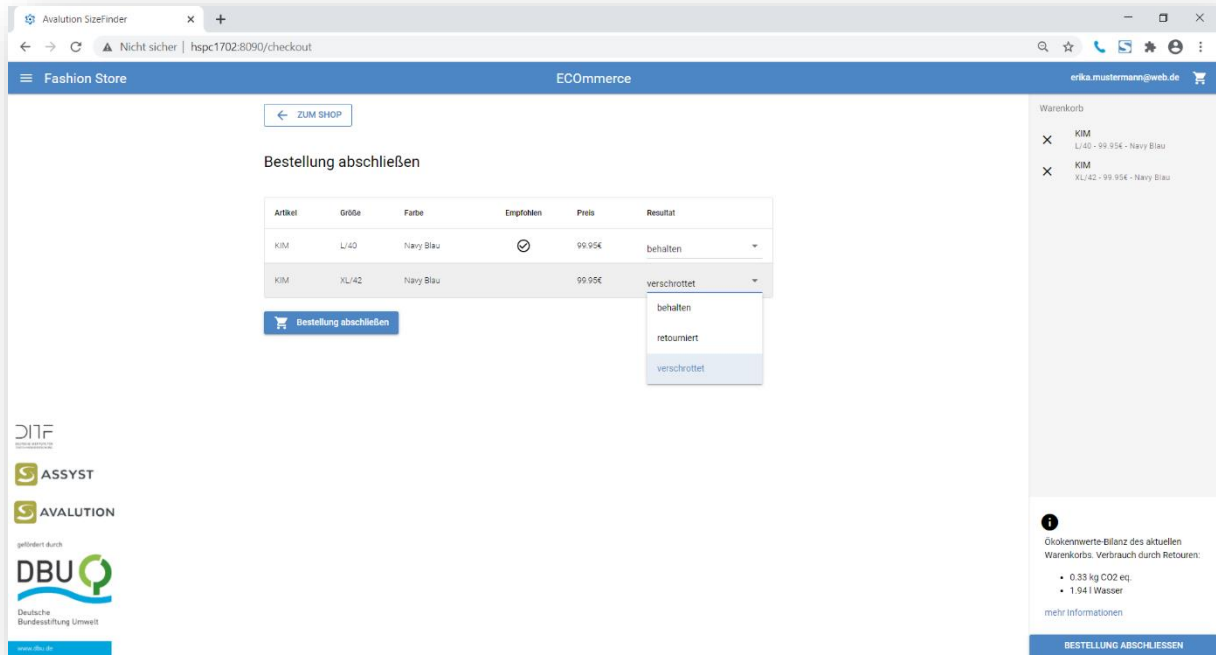 Avalution SizeFinder
Nicht sicher | hspc1702:8090/checkout
Fashion Store
ECOmmerce
erika.mustermann@web.de
ZUM SHOP
Bestellung abschließen
Artikel Größe Farbe Empfohlen Preis Resultat
KIM L/40 Navy Blau 99.95€ behalten
KIM XL/42 Navy Blau 99.95€ verschrottet
behalten
retourniert
verschrottet
Bestellung abschließen
Warenkorb
KIM
L/40 - 99.95€ - Navy Blau
KIM
XL/42 - 99.95€ - Navy Blau
DITF
ASSYST
AVALUTION
gefördert durch
DBU
Deutsche
Bundesstiftung Umwelt
www.dbu.de
Ökokennwerte-Bilanz des aktuellen
Warenkorbs. Verbrauch durch Retouren:
• 0.33 kg CO2 eq.
• 1.94 l Wasser
mehr Informationen
BESTELLUNG ABSCHLIESSEN